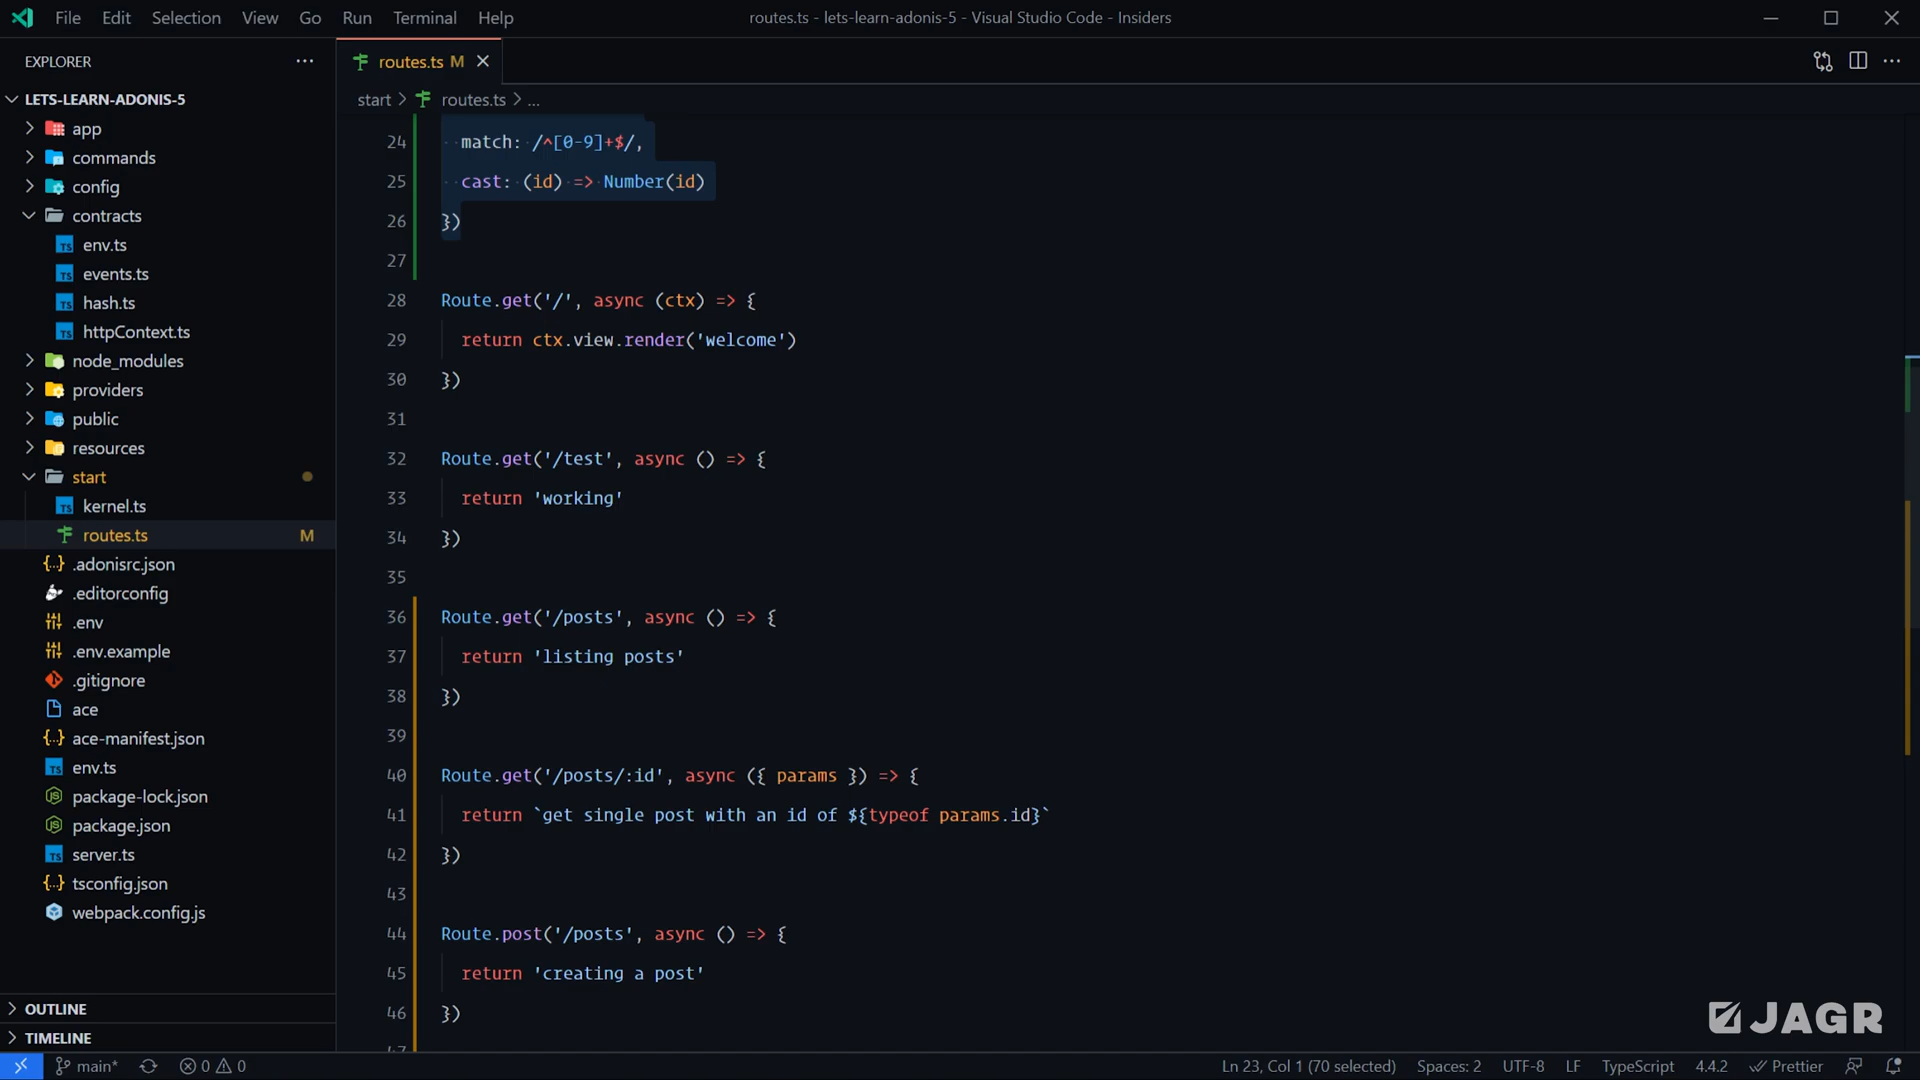 File Edit Selection View Go Run Terminal Help
routes.ts - lets-learn-adonis-5 - Visual Studio Code - Insiders
EXPLORER
LETS-LEARN-ADONIS-5
app
commands
config
contracts
env.ts
events.ts
hash.ts
httpContext.ts
node_modules
providers
public
resources
start
kernel.ts
routes.ts M
.adonisrc.json
.editorconfig
.env
.env.example
.gitignore
ace
ace-manifest.json
env.ts
package-lock.json
package.json
server.ts
tsconfig.json
webpack.config.js
OUTLINE
TIMELINE
routes.ts M
start > routes.ts > ...
24 match: /^[0-9]+$/,
25 cast: (id) => Number(id)
26 })
27
28 Route.get('/', async (ctx) => {
29 return ctx.view.render('welcome')
30 })
31
32 Route.get('/test', async () => {
33 return 'working'
34 })
35
36 Route.get('/posts', async () => {
37 return 'listing posts'
38 })
39
40 Route.get('/posts/:id', async ({ params }) => {
41 return `get single post with an id of ${typeof params.id}`
42 })
43
44 Route.post('/posts', async () => {
45 return 'creating a post'
46 })
47
JAGR
main* 0 0 Ln 23, Col 1 (70 selected) Spaces: 2 UTF-8 LF TypeScript 4.4.2 Prettier